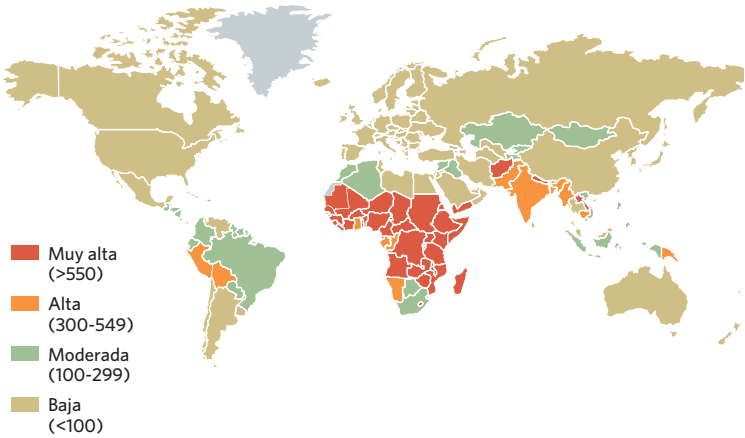 Muy alta
(>550)
Alta
(300-549)
Moderada
(100-299)
Baja
(<100)